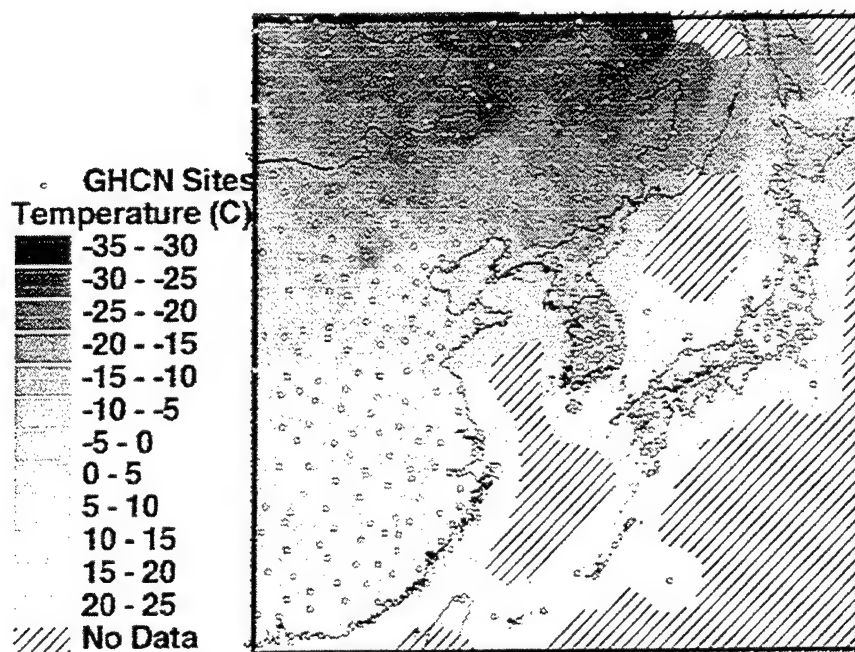 GHCN Sites
Temperature (C)
-35 - -30
-30 - -25
-25 - -20
-20 - -15
-15 - -10
-10 - -5
-5 - 0
0 - 5
5 - 10
10 - 15
15 - 20
20 - 25
No Data